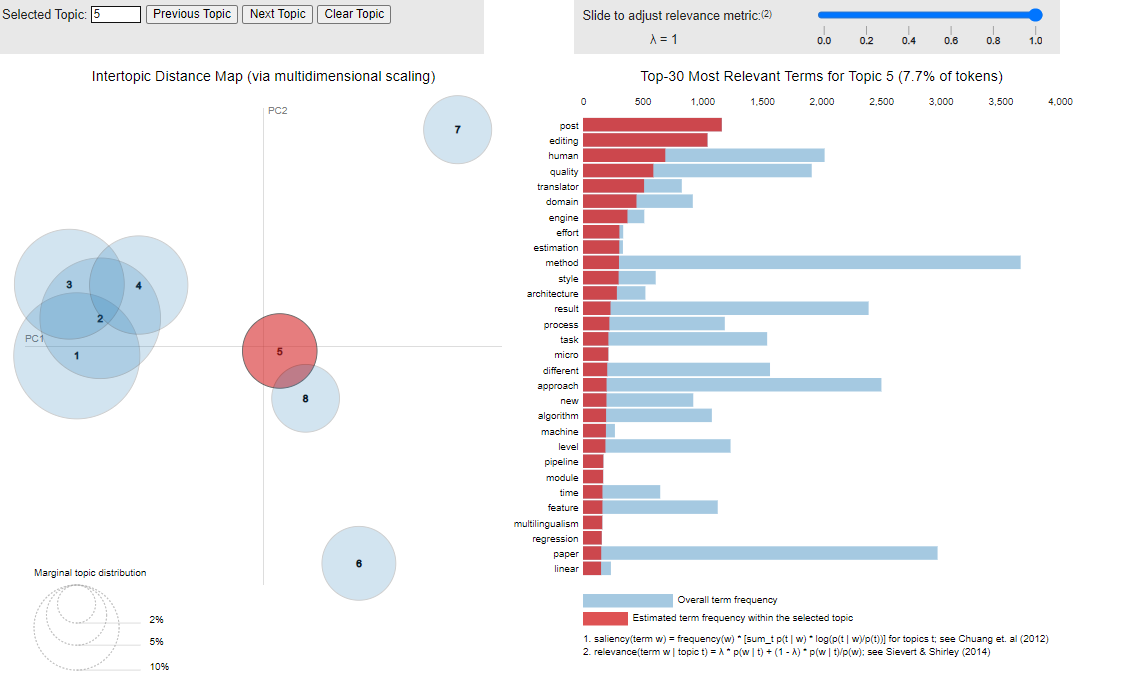 Selected Topic: 5 Previous Topic Next Topic Clear Topic
Slide to adjust relevance metric:(2)
λ = 1
0.0 0.2 0.4 0.6 0.8 1.0
Intertopic Distance Map (via multidimensional scaling)
PC2
PC1
7
3
4
2
1
5
8
6
Marginal topic distribution
2%
5%
10%
Top-30 Most Relevant Terms for Topic 5 (7.7% of tokens)
0 500 1,000 1,500 2,000 2,500 3,000 3,500 4,000
post
editing
human
quality
translator
domain
engine
effort
estimation
method
style
architecture
result
process
task
micro
different
approach
new
algorithm
machine
level
pipeline
module
time
feature
multilingualism
regression
paper
linear
Overall term frequency
Estimated term frequency within the selected topic
1. saliency(term w) = frequency(w) * [sum_t p(t | w) * log(p(t | w)/p(t))] for topics t; see Chuang et. al (2012)
2. relevance(term w | topic t) = λ * p(w | t) + (1 - λ) * p(w | t)/p(w); see Sievert & Shirley (2014)